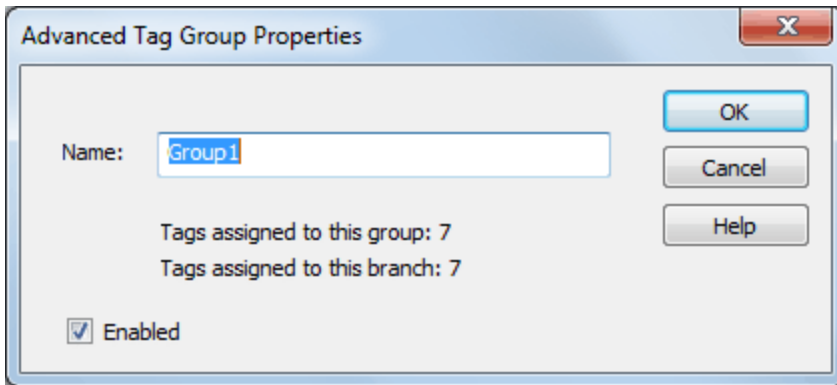 Advanced Tag Group Properties
Name: Group1
OK
Cancel
Help
Tags assigned to this group: 7
Tags assigned to this branch: 7
Enabled